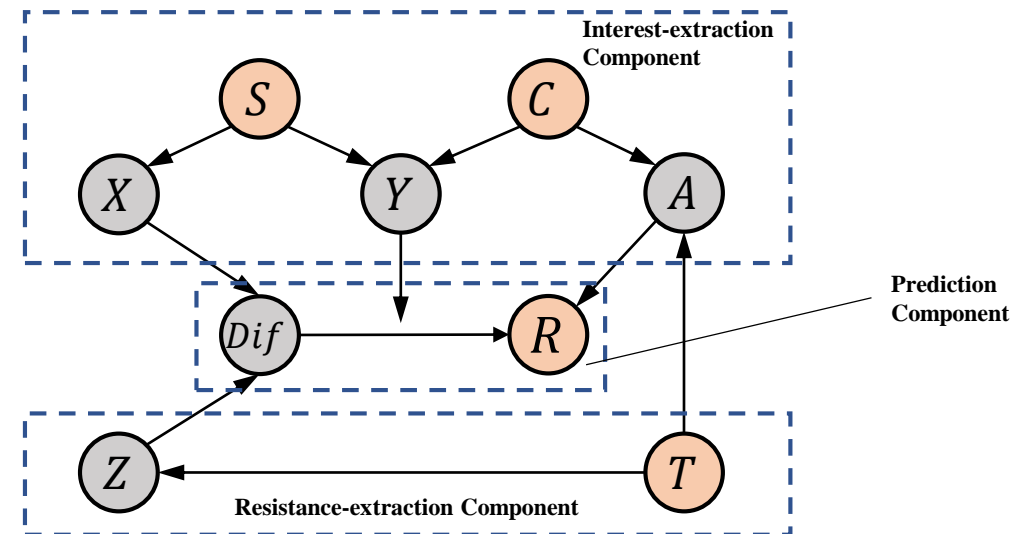 Interest-extraction
Component
S
C
X
Y
A
Prediction
Component
Dif
R
Z
T
Resistance-extraction Component